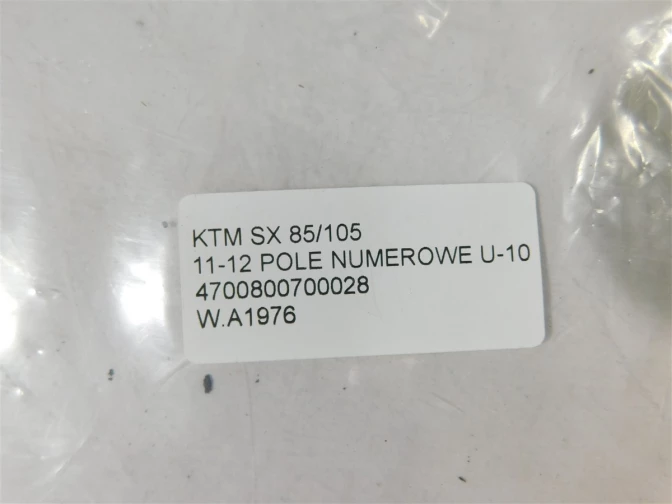 KTM SX 85/105
11-12 POLE NUMEROWE U-10
4700800700028
W.A1976